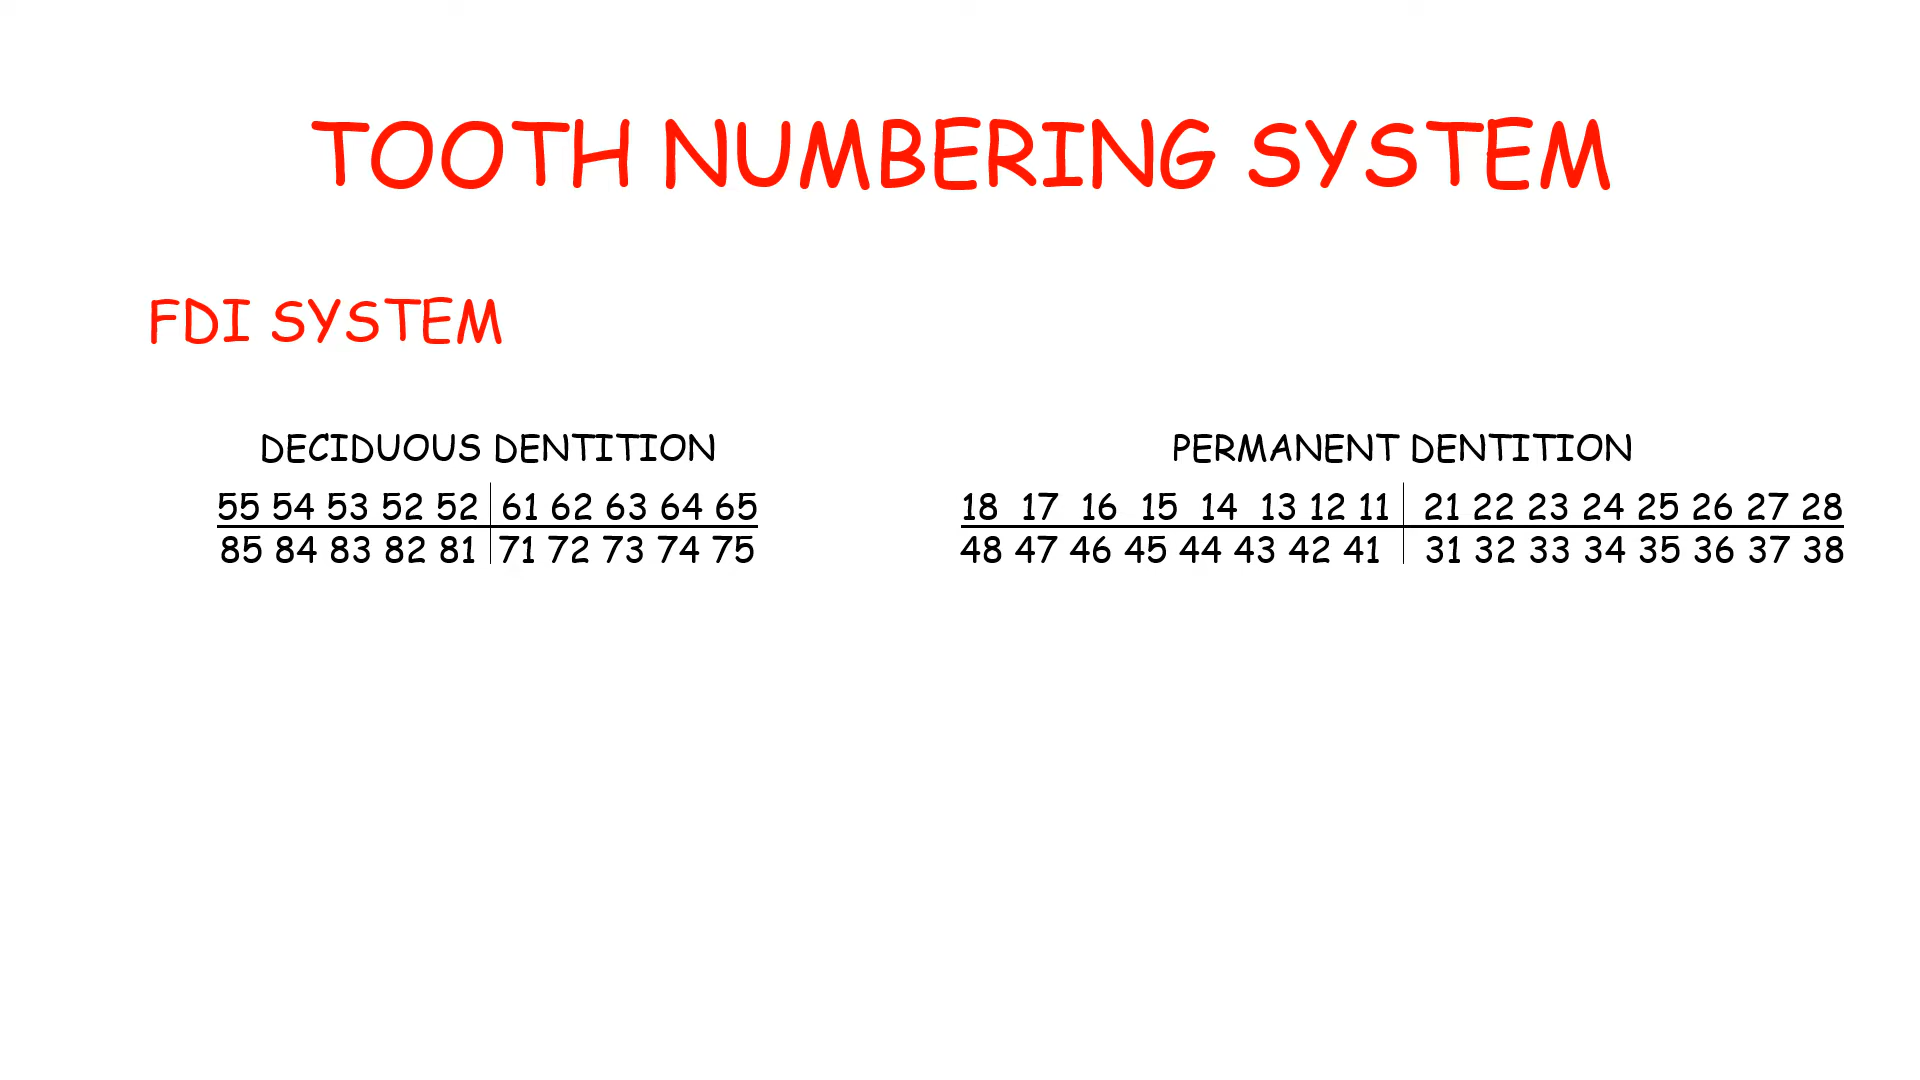 TOOTH NUMBERING SYSTEM
FDI SYSTEM
DECIDUOUS DENTITION
55 54 53 52 52 61 62 63 64 65
85 84 83 82 81 71 72 73 74 75
PERMANENT DENTITION
18 17 16 15 14 13 12 11 21 22 23 24 25 26 27 28
48 47 46 45 44 43 42 41 31 32 33 34 35 36 37 38